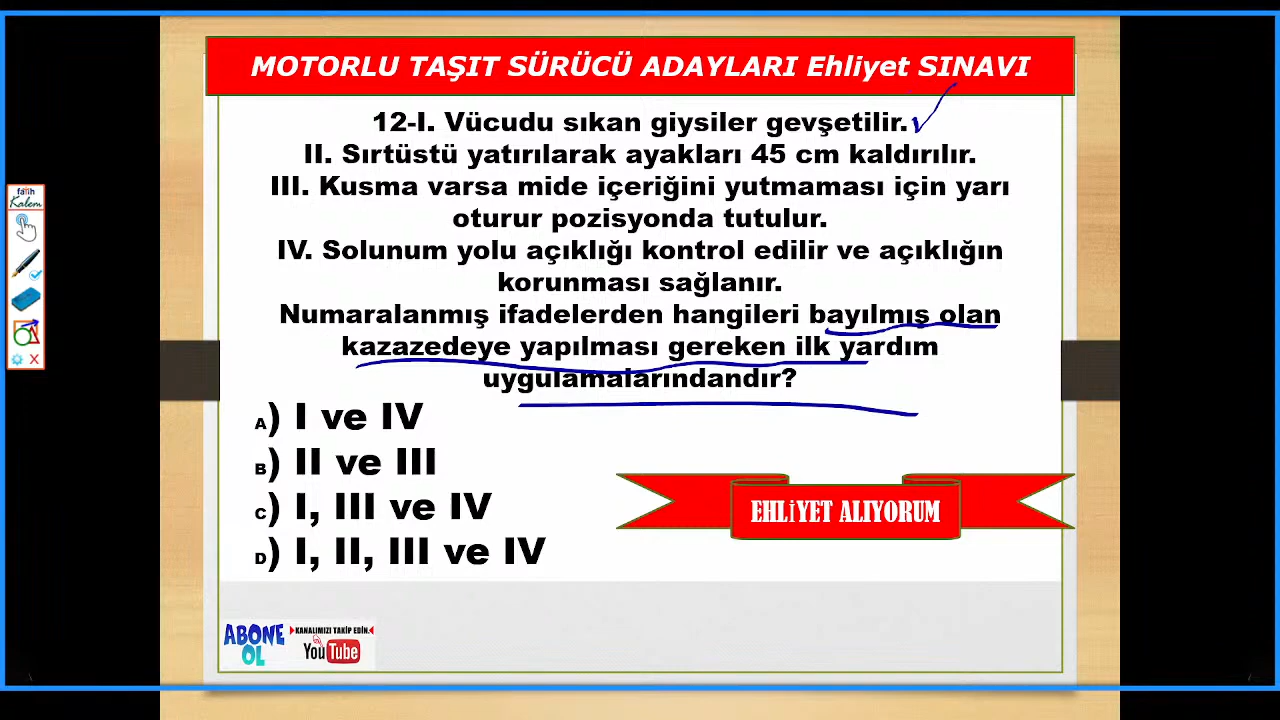 MOTORLU TAŞIT SÜRÜCÜ ADAYLARI Ehliyet SINAVI
12-I. Vücudu sıkan giysiler gevşetilir.
II. Sırtüstü yatırılarak ayakları 45 cm kaldırılır.
III. Kusma varsa mide içeriğini yutmaması için yarı
oturur pozisyonda tutulur.
IV. Solunum yolu açıklığı kontrol edilir ve açıklığın
korunması sağlanır.
Numaralanmış ifadelerden hangileri bayılmış olan
kazazedeye yapılması gereken ilk yardım
uygulamalarındandır?
A) I ve IV
B) II ve III
C) I, III ve IV
D) I, II, III ve IV
EHLİYET ALIYORUM
ABONE
OL
KANALIMIZI TAKİP EDİN.
YouTube
fatih
Kalem